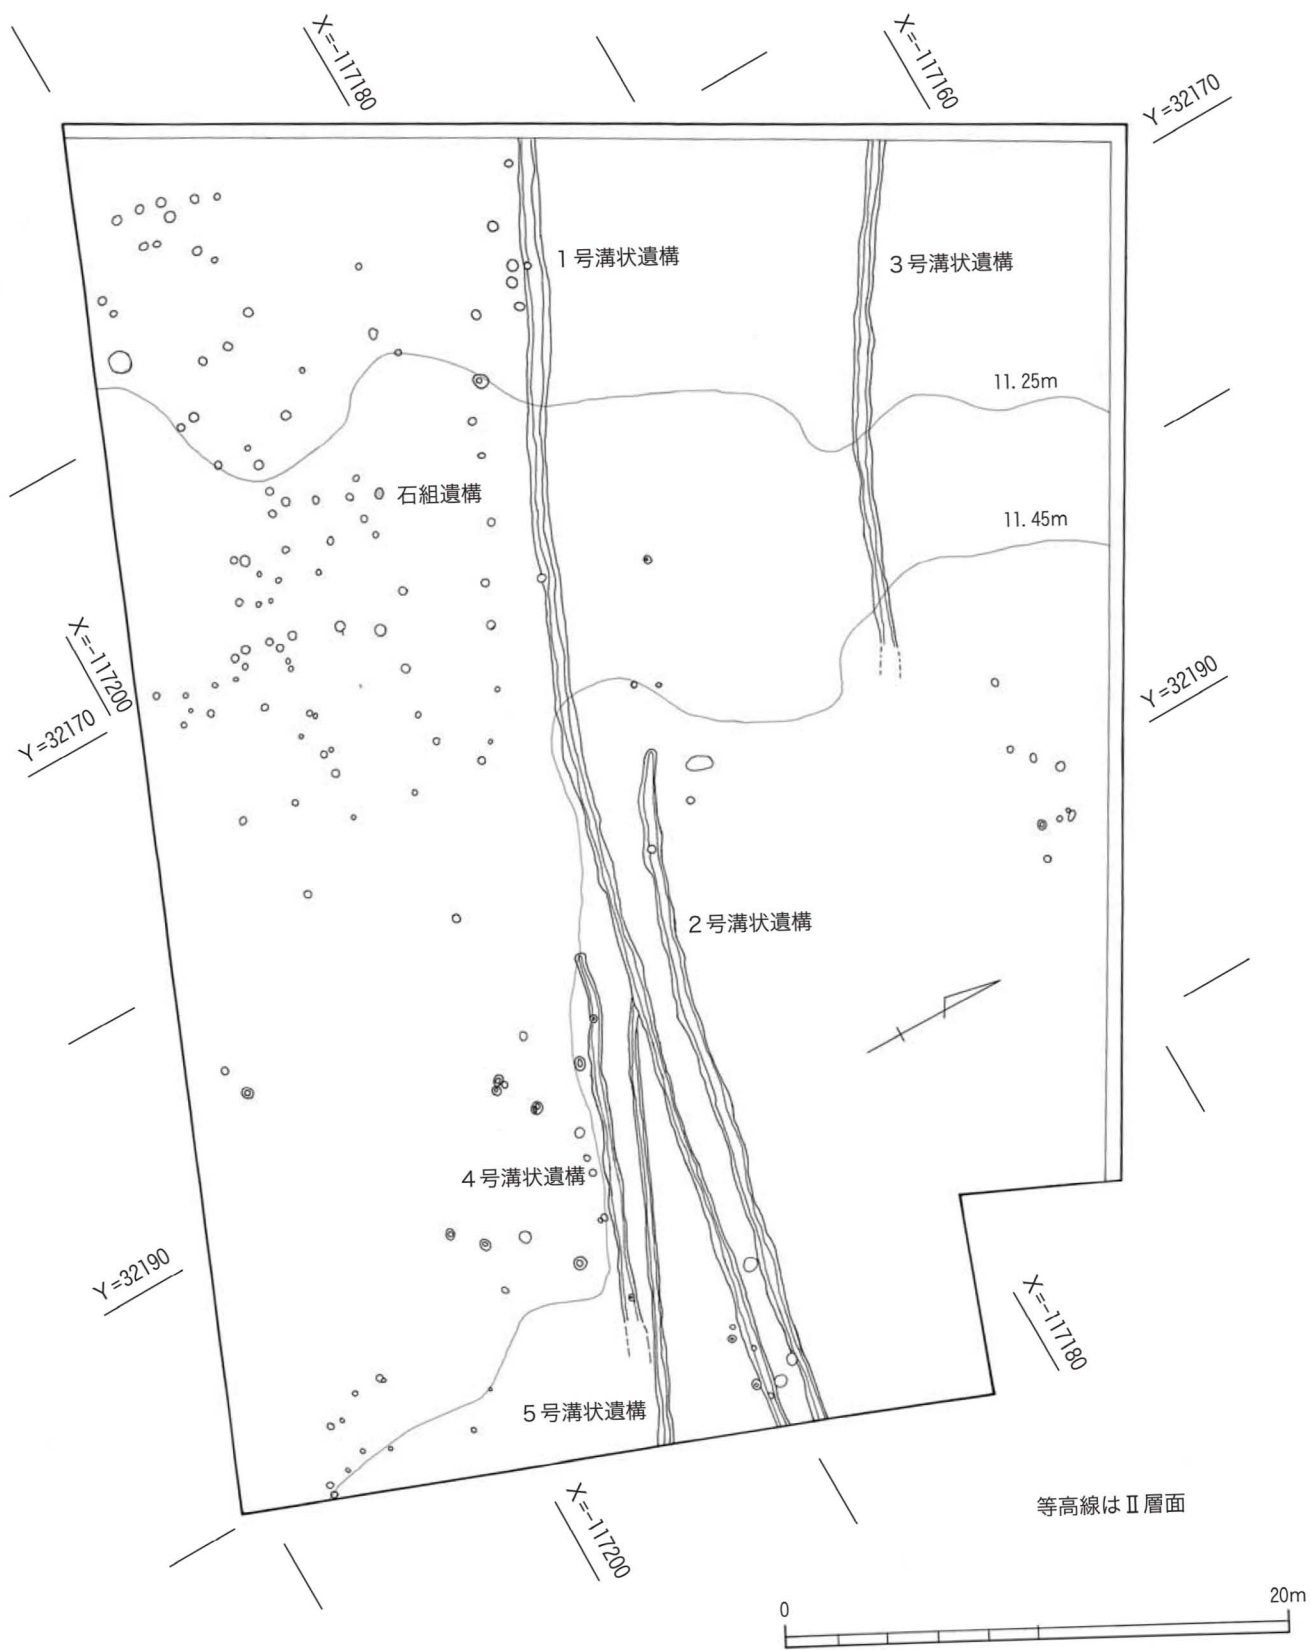 X=-117180
X=-117160
Y=32170
1号溝状遺構
3号溝状遺構
11.25m
石組遺構
11.45m
X=-117200
Y=32170
Y=32190
2号溝状遺構
4号溝状遺構
Y=32190
X=-117180
5号溝状遺構
X=-117200
等高線はⅡ層面
0 20m